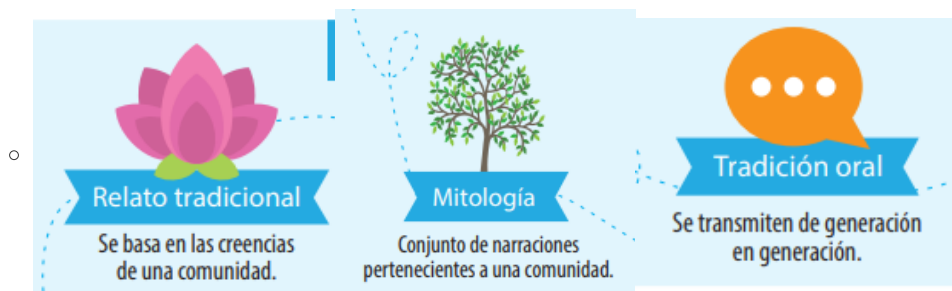 Relato tradicional
Se basa en las creencias
de una comunidad.
Mitología
Conjunto de narraciones
pertenecientes a una comunidad.
Tradición oral
Se transmiten de generación
en generación.